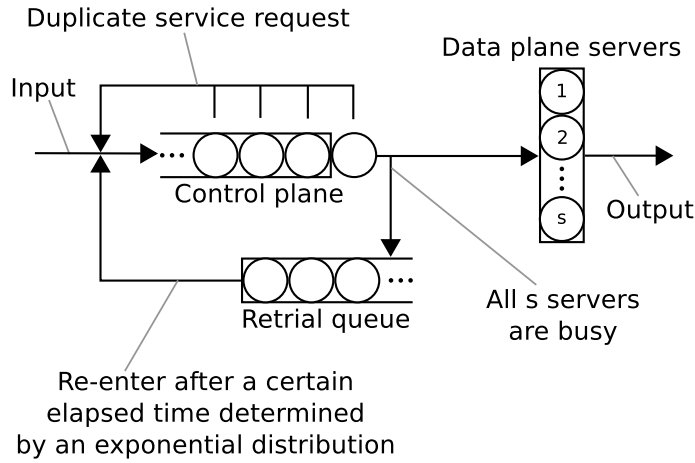 Duplicate service request
Data plane servers
Input
1
2
s
Control plane
Output
Retrial queue
All s servers
are busy
Re-enter after a certain
elapsed time determined
by an exponential distribution